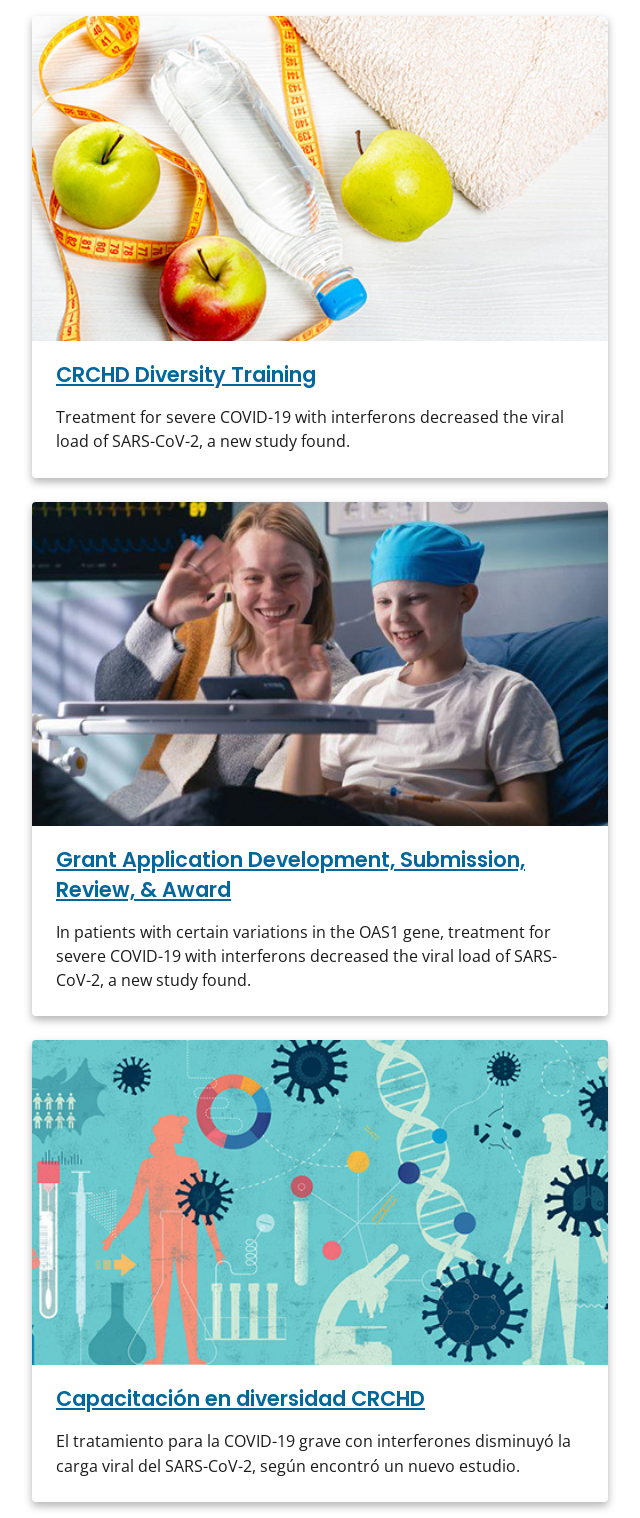 CRCHD Diversity Training
Treatment for severe COVID-19 with interferons decreased the viral
load of SARS-CoV-2, a new study found.
89
Grant Application Development, Submission,
Review, & Award
In patients with certain variations in the OAS1 gene, treatment for
severe COVID-19 with interferons decreased the viral load of SARS-
CoV-2, a new study found.
Capacitación en diversidad CRCHD
El tratamiento para la COVID-19 grave con interferones disminuyó la
carga viral del SARS-CoV-2, según encontró un nuevo estudio.